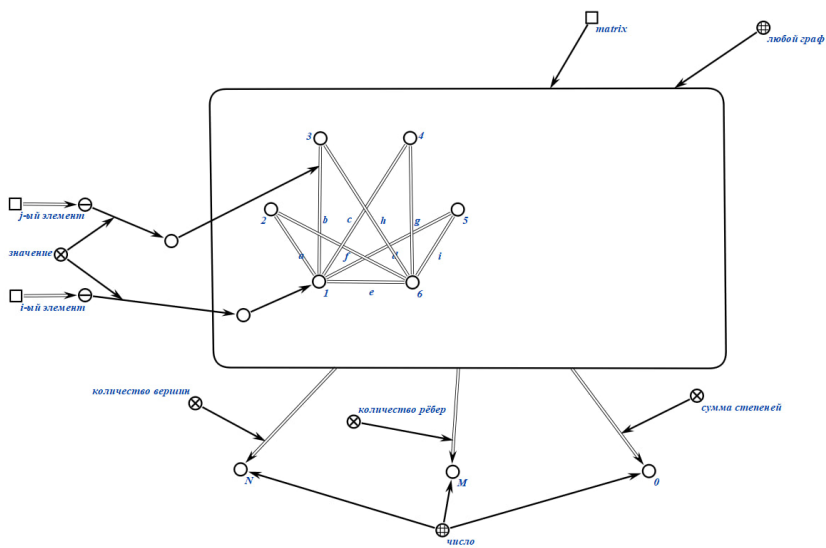 matrix
любой граф
3
4
j-ый элемент
2
b
c
h
g
5
значение
a
f
d
i
i-ый элемент
1
e
6
количество вершин
количество рёбер
сумма степеней
N
M
0
число